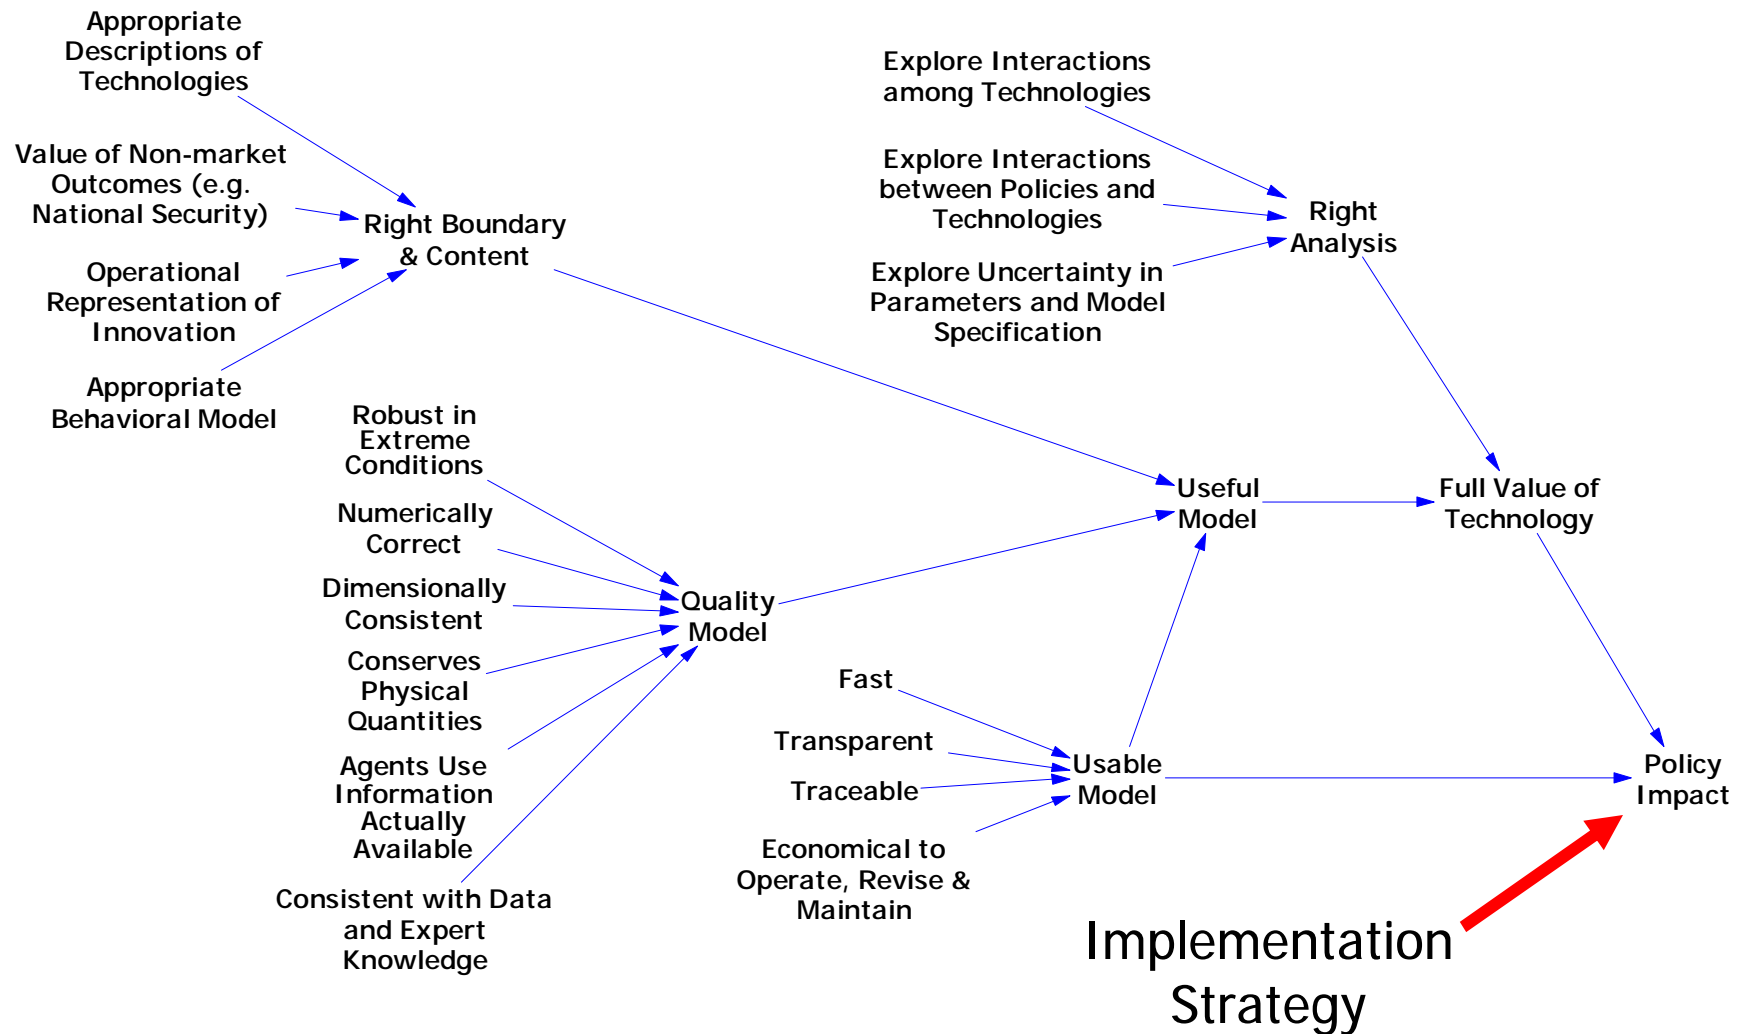 Appropriate
Descriptions of
Technologies
Value of Non-market
Outcomes (e.g.
National Security)
Right Boundary
& Content
Operational
Representation of
Innovation
Appropriate
Behavioral Model
Explore Interactions
among Technologies
Explore Interactions
between Policies and
Technologies
Right
Analysis
Explore Uncertainty in
Parameters and Model
Specification
Robust in
Extreme
Conditions
Numerically
Correct
Dimensionally
Consistent
Conserves
Physical
Quantities
Agents Use
Information
Actually
Available
Consistent with Data
and Expert
Knowledge
Quality
Model
Useful
Model
Full Value of
Technology
Fast
Transparent
Traceable
Economical to
Operate, Revise &
Maintain
Usable
Model
Policy
Impact
Implementation
Strategy